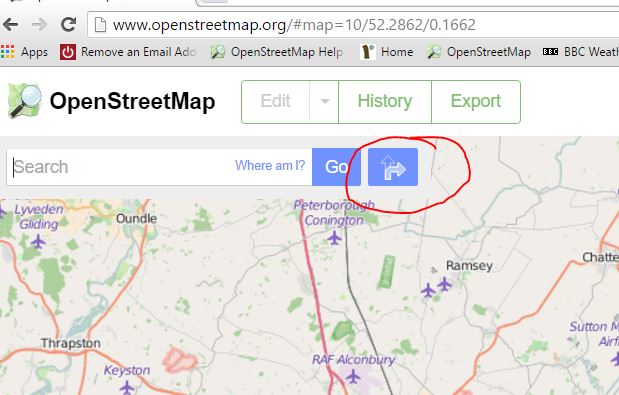 www.openstreetmap.org/#map=10/52.2862/0.1662
Apps Remove an Email Add OpenStreetMap Help Home OpenStreetMap BBC BBC Weath
OpenStreetMap Edit History Export
Search Where am I? Go
Lyveden
Gliding
Oundle
Peterborough
Conington
Ramsey
Chatte
Thrapston
Sutton M
Airfi
Keyston
RAF Alconbury